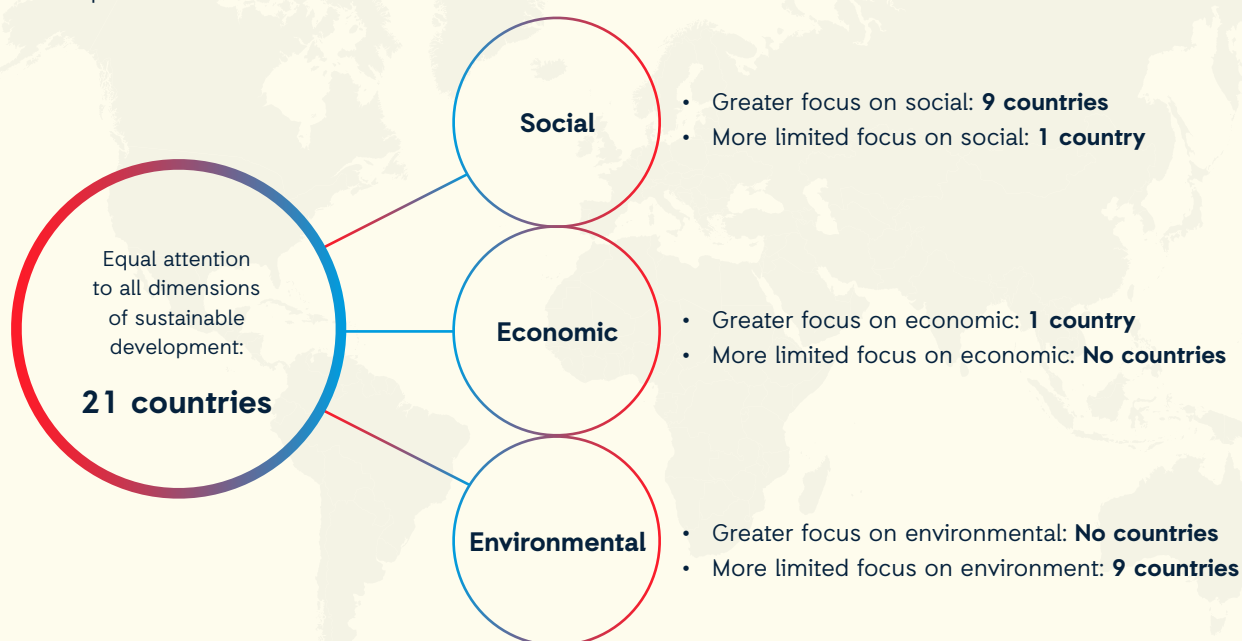 Equal attention
to all dimensions
of sustainable
development:
21 countries
Social
• Greater focus on social: 9 countries
• More limited focus on social: 1 country
Economic
• Greater focus on economic: 1 country
• More limited focus on economic: No countries
Environmental
• Greater focus on environmental: No countries
• More limited focus on environment: 9 countries